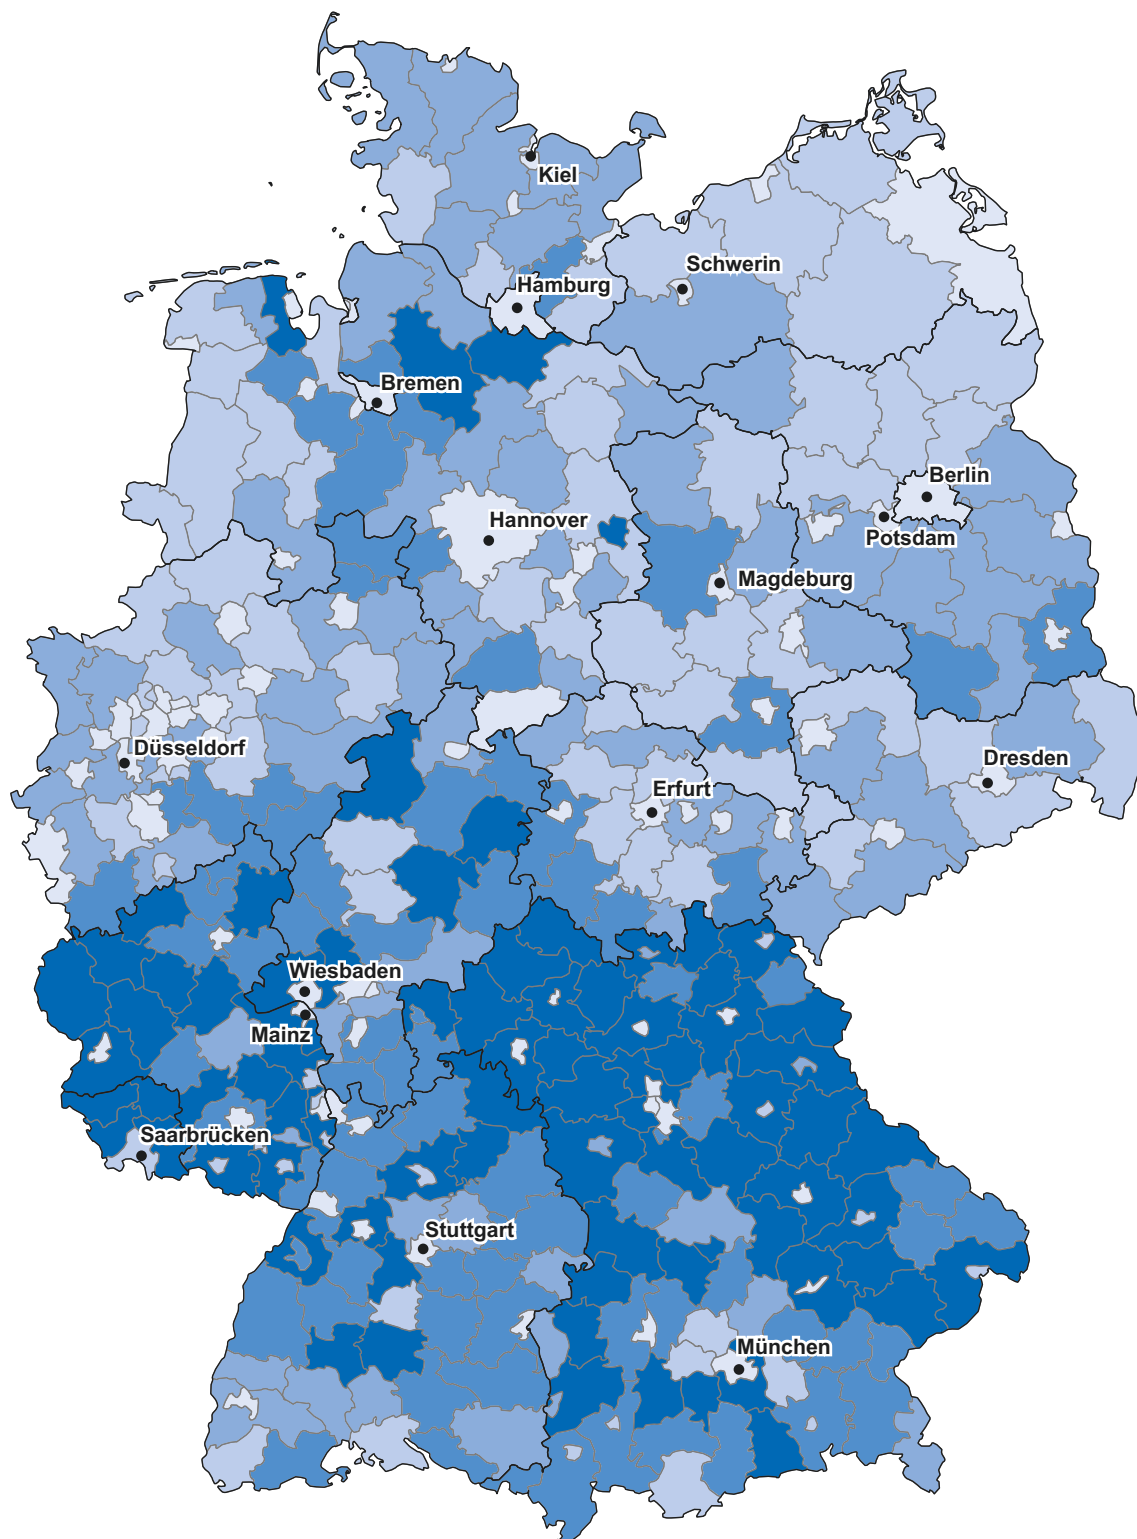 Kiel
Schwerin
Hamburg
Bremen
Berlin
Hannover
Potsdam
Magdeburg
Düsseldorf
Dresden
Erfurt
Wiesbaden
Mainz
Saarbrücken
Stuttgart
München